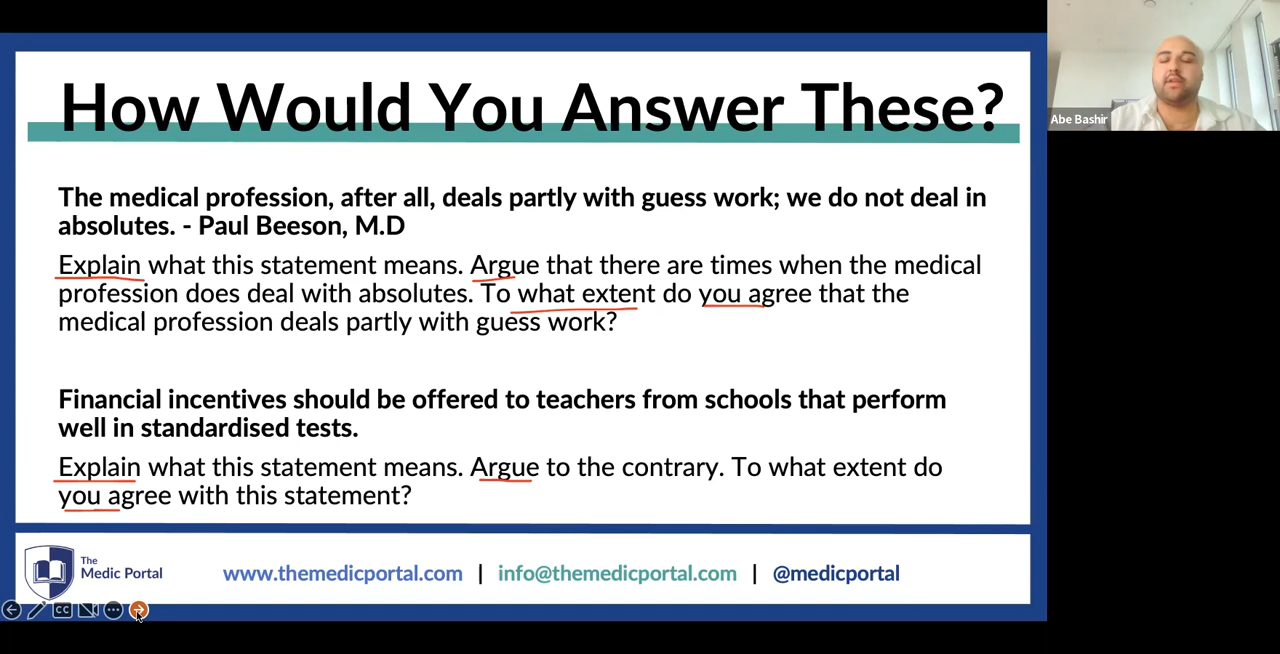 How Would You Answer These?
Abe Bashir
The medical profession, after all, deals partly with guess work; we do not deal in
absolutes. - Paul Beeson, M.D
Explain what this statement means. Argue that there are times when the medical
profession does deal with absolutes. To what extent do you agree that the
medical profession deals partly with guess work?
Financial incentives should be offered to teachers from schools that perform
well in standardised tests.
Explain what this statement means. Argue to the contrary. To what extent do
you agree with this statement?
The
Medic Portal
www.themedicportal.com | info@themedicportal.com | @medicportal
CC